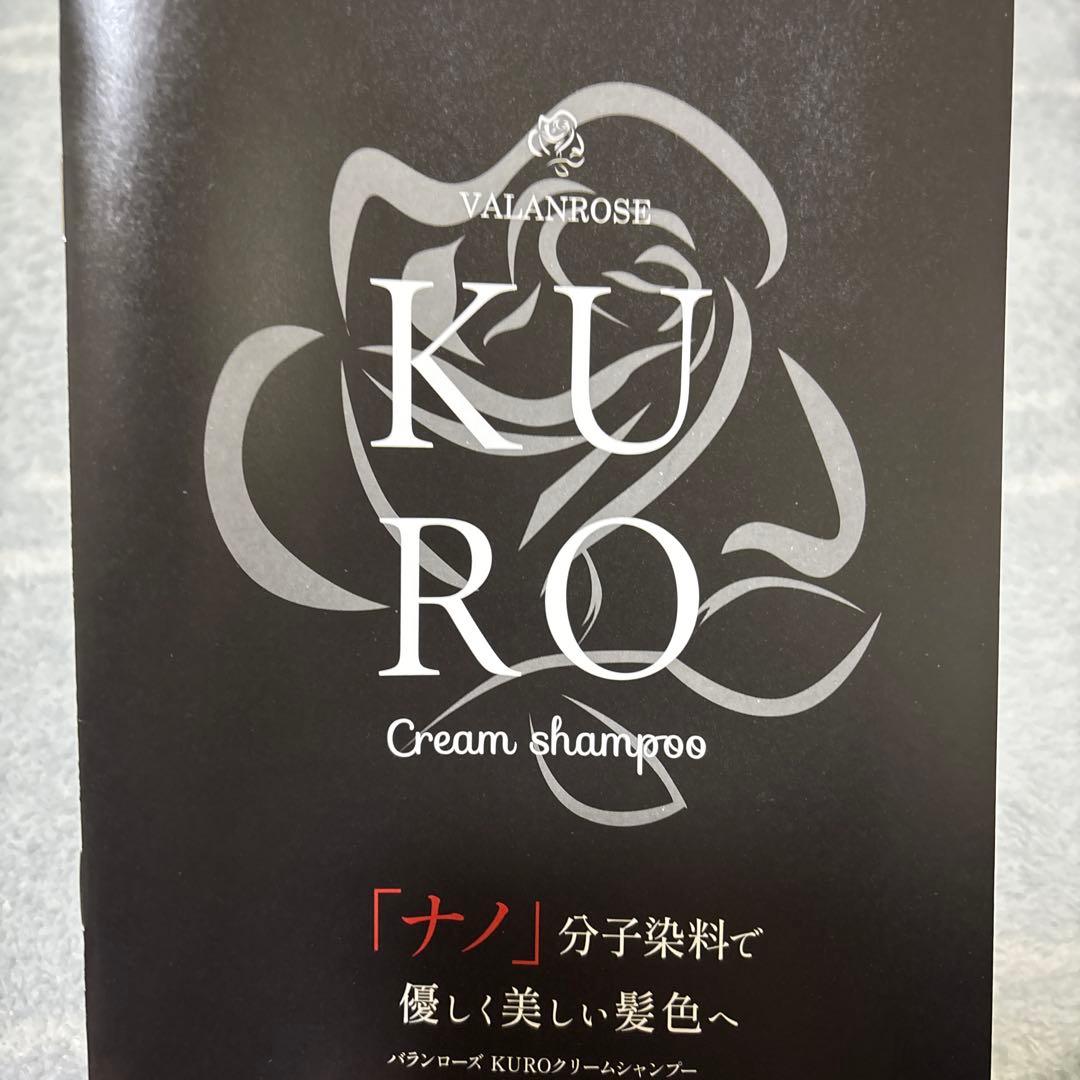 VALANROSE
KU
RO
Cream shampoo
「ナノ」分子染料で
優しく美しい髪色へ
バランローズ KUROクリームシャンプー